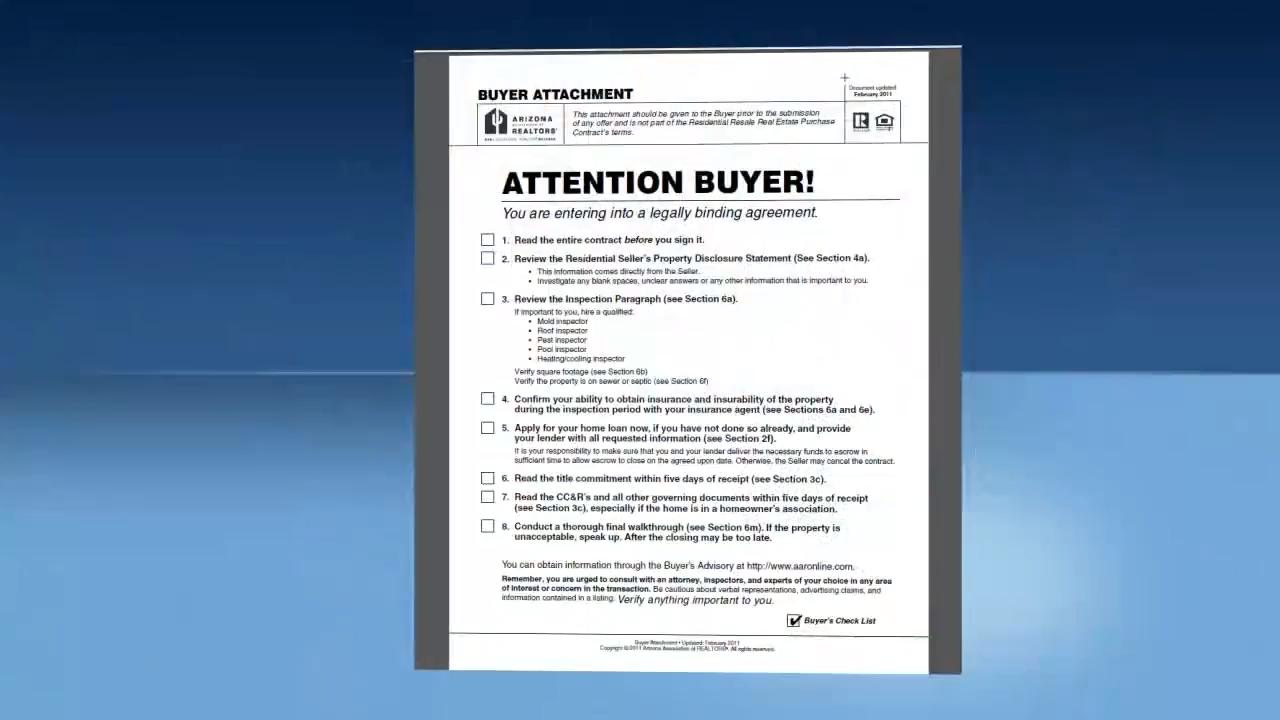 Document updated
February 2011
BUYER ATTACHMENT
This attachment should be given to the Buyer prior to the submission
of any offer and is not part of the Residential Resale Real Estate Purchase
Contract's terms.
ARIZONA
REALTORS®
ATTENTION BUYER!
You are entering into a legally binding agreement.
1. Read the entire contract before you sign it.
2. Review the Residential Seller's Property Disclosure Statement (See Section 4a).
• This information comes directly from the Seller.
• Investigate any blank spaces, unclear answers or any other information that is important to you.
3. Review the Inspection Paragraph (see Section 6a).
If important to you, hire a qualified:
• Mold inspector
• Roof inspector
• Pest inspector
• Pool inspector
• Heating/cooling inspector
Verify square footage (see Section 6b)
Verify the property is on sewer or septic (see Section 6f)
4. Confirm your ability to obtain insurance and insurability of the property
during the inspection period with your insurance agent (see Sections 6a and 6e).
5. Apply for your home loan now, if you have not done so already, and provide
your lender with all requested information (see Section 2f).
It is your responsibility to make sure that you and your lender deliver the necessary funds to escrow in
sufficient time to allow escrow to close on the agreed upon date. Otherwise, the Seller may cancel the contract.
6. Read the title commitment within five days of receipt (see Section 3c).
7. Read the CC&R's and all other governing documents within five days of receipt
(see Section 3c), especially if the home is in a homeowner's association.
8. Conduct a thorough final walkthrough (see Section 6m). If the property is
unacceptable, speak up. After the closing may be too late.
You can obtain information through the Buyer's Advisory at http://www.aaronline.com.
Remember, you are urged to consult with an attorney, inspectors, and experts of your choice in any area
of interest or concern in the transaction. Be cautious about verbal representations, advertising claims, and
information contained in a listing. Verify anything important to you.
Buyer's Check List
Buyer Attachment • Updated: February 2011
Copyright © 2011 Arizona Association of REALTORS®. All rights reserved.